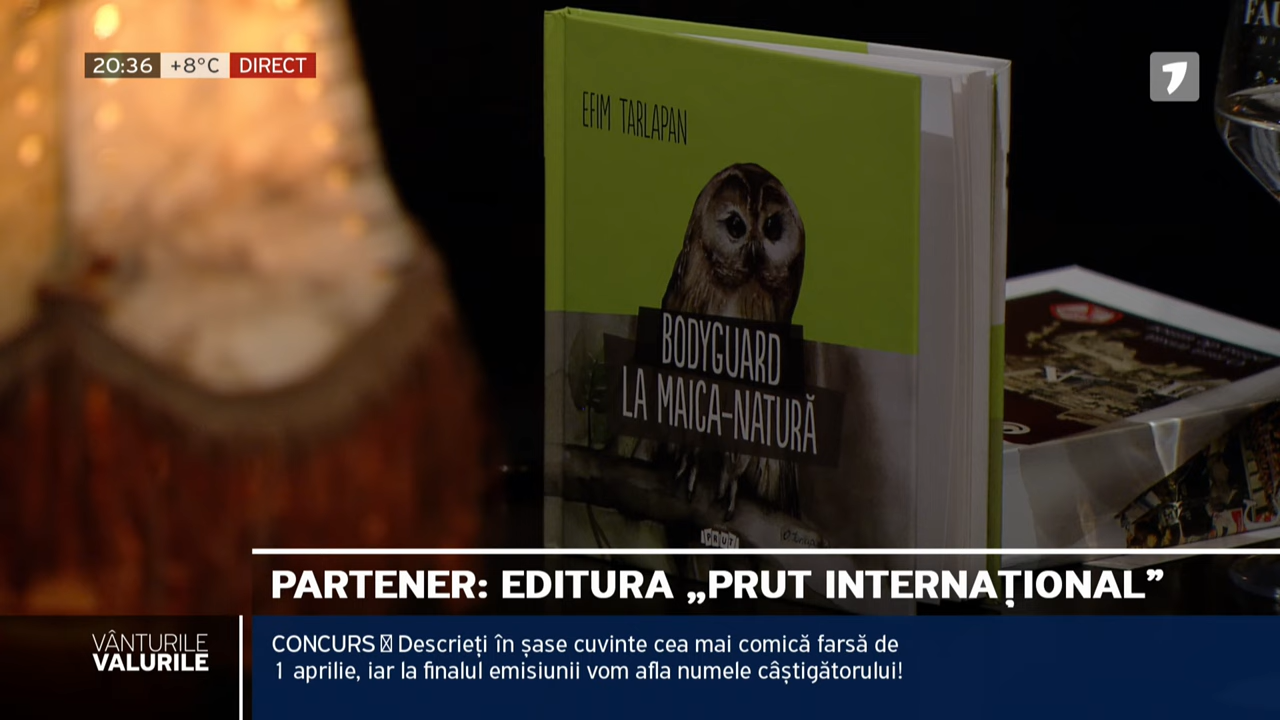 20:36 +8°C DIRECT
EFIM TARLAPAN
BODYGUARD
LA MAICA-NATURĂ
PRUT
PARTENER: EDITURA „PRUT INTERNAȚIONAL”
VÂNTURILE
VALURILE
CONCURS Descrieți în șase cuvinte cea mai comică farsă de
1 aprilie, iar la finalul emisiunii vom afla numele câștigătorului!